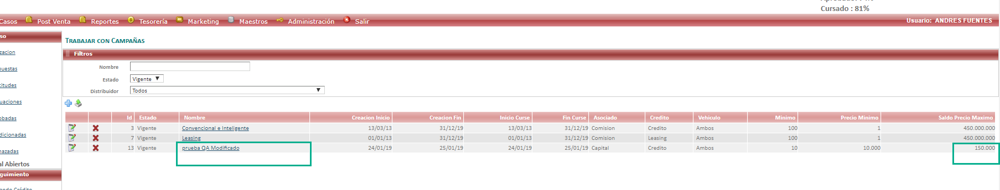 Cursado : 81%
Casos Post Venta Reportes Tesorería Marketing Maestros Administración Salir Usuario: ANDRES FUENTES
so
TRABAJAR CON CAMPAÑAS
Filtros
zacion
Nombre
puestas
Estado Vigente
titudes
Distribuidor Todos
uaciones
obadas
Id Estado Nombre Creacion Inicio Creacion Fin Inicio Curse Fin Curse Asociado Credito Vehiculo Minimo Precio Minimo Saldo Precio Maximo
3 Vigente Convencional e Inteligente 13/03/13 31/12/19 13/03/13 31/12/19 Comision Credito Ambos 100 1 450.000.000
dicionadas
7 Vigente Leasing 01/01/13 31/12/19 01/01/13 31/12/19 Comision Leasing Ambos 100 1 450.000.000
13 Vigente prueba QA Modificado 24/01/19 25/01/19 24/01/19 25/01/19 Capital Credito Ambos 10 10.000 150.000
hazadas
al Abiertos
guimiento
ando Crédito